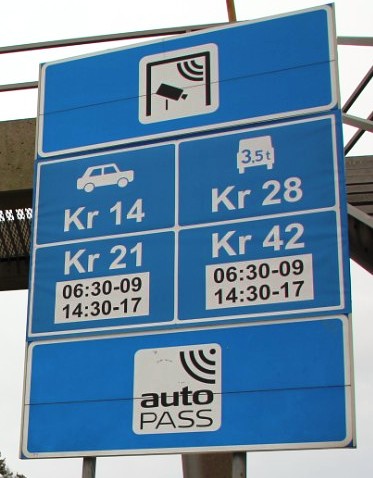 3,5 t
Kr 14
Kr 28
Kr 21
06:30-09
14:30-17
Kr 42
06:30-09
14:30-17
auto
PASS